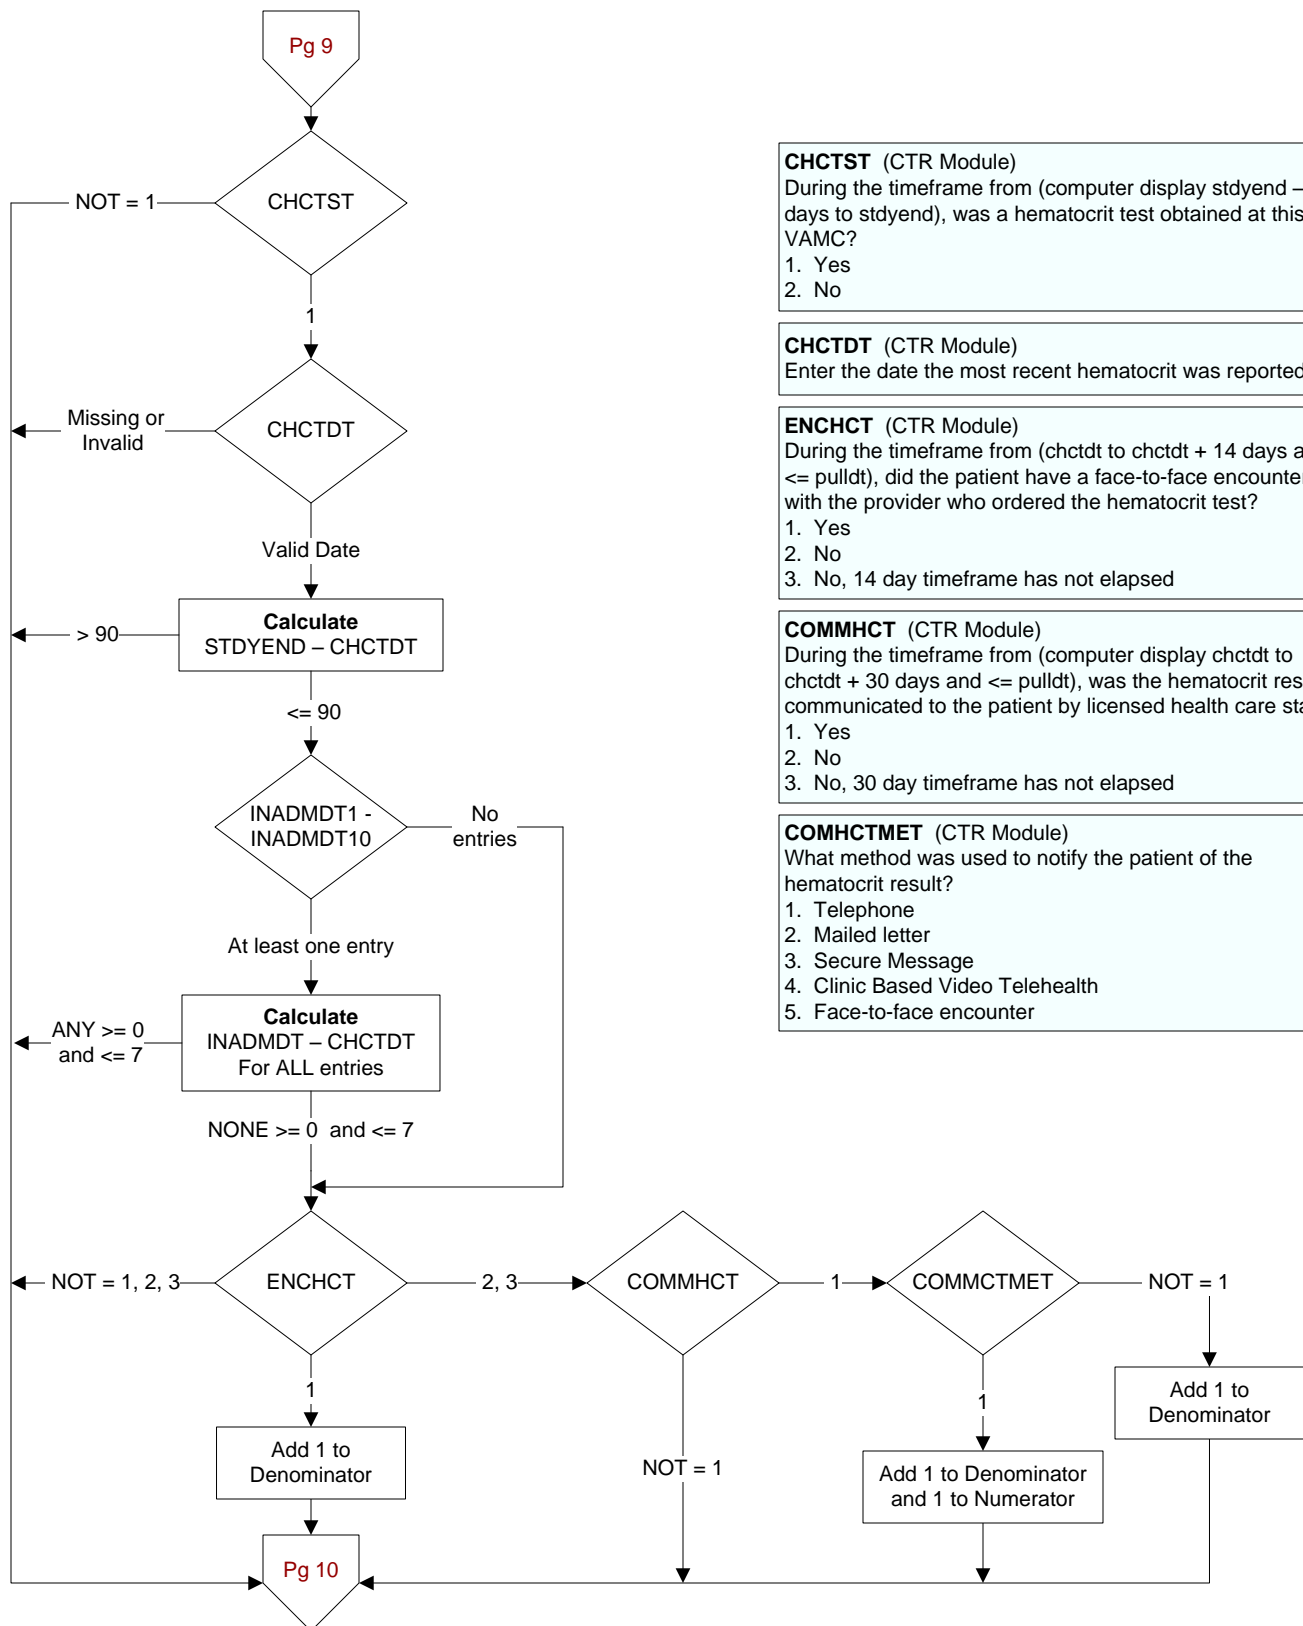 Pg 9
CHCTST
NOT = 1
1
CHCTDT
Missing or
Invalid
Valid Date
Calculate
STDYEND – CHCTDT
> 90
<= 90
INADMDT1 -
INADMDT10
No
entries
At least one entry
Calculate
INADMDT – CHCTDT
For ALL entries
ANY >= 0
and <= 7
NONE >= 0 and <= 7
ENCHCT
NOT = 1, 2, 3
2, 3
COMMHCT
1
COMMCTMET
NOT = 1
1
Add 1 to
Denominator
NOT = 1
1
Add 1 to Denominator
and 1 to Numerator
Add 1 to
Denominator
Pg 10
CHCTST (CTR Module)
During the timeframe from (computer display stdyend –
days to stdyend), was a hematocrit test obtained at this
VAMC?
1. Yes
2. No
CHCTDT (CTR Module)
Enter the date the most recent hematocrit was reported
ENCHCT (CTR Module)
During the timeframe from (chctdt to chctdt + 14 days
<= pulldt), did the patient have a face-to-face encounter
with the provider who ordered the hematocrit test?
1. Yes
2. No
3. No, 14 day timeframe has not elapsed
COMMHCT (CTR Module)
During the timeframe from (computer display chctdt to
chctdt + 30 days and <= pulldt), was the hematocrit
communicated to the patient by licensed health care
1. Yes
2. No
3. No, 30 day timeframe has not elapsed
COMHCTMET (CTR Module)
What method was used to notify the patient of the
hematocrit result?
1. Telephone
2. Mailed letter
3. Secure Message
4. Clinic Based Video Telehealth
5. Face-to-face encounter